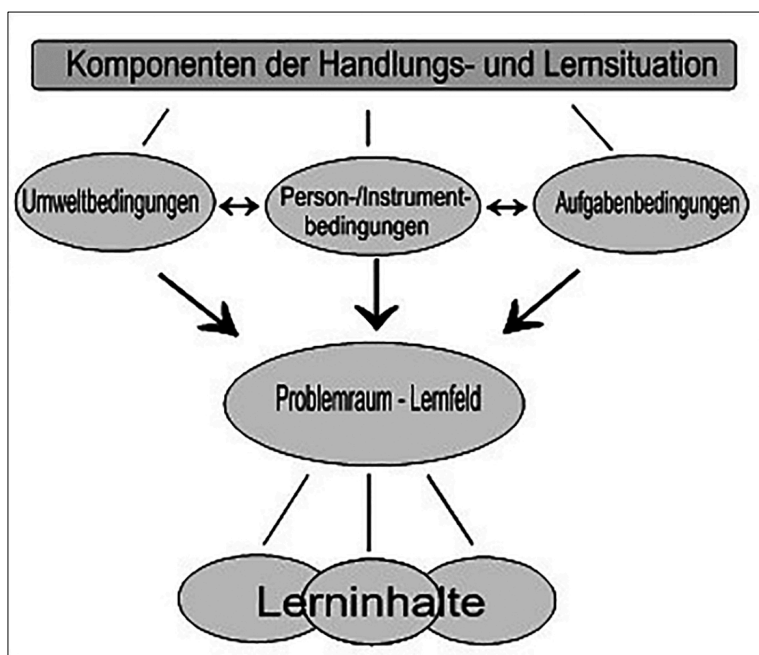 Komponenten der Handlungs- und Lernsituation
Umweltbedingungen
Person-/Instrument-
bedingungen
Aufgabenbedingungen
Problemraum - Lernfeld
Lerninhalte